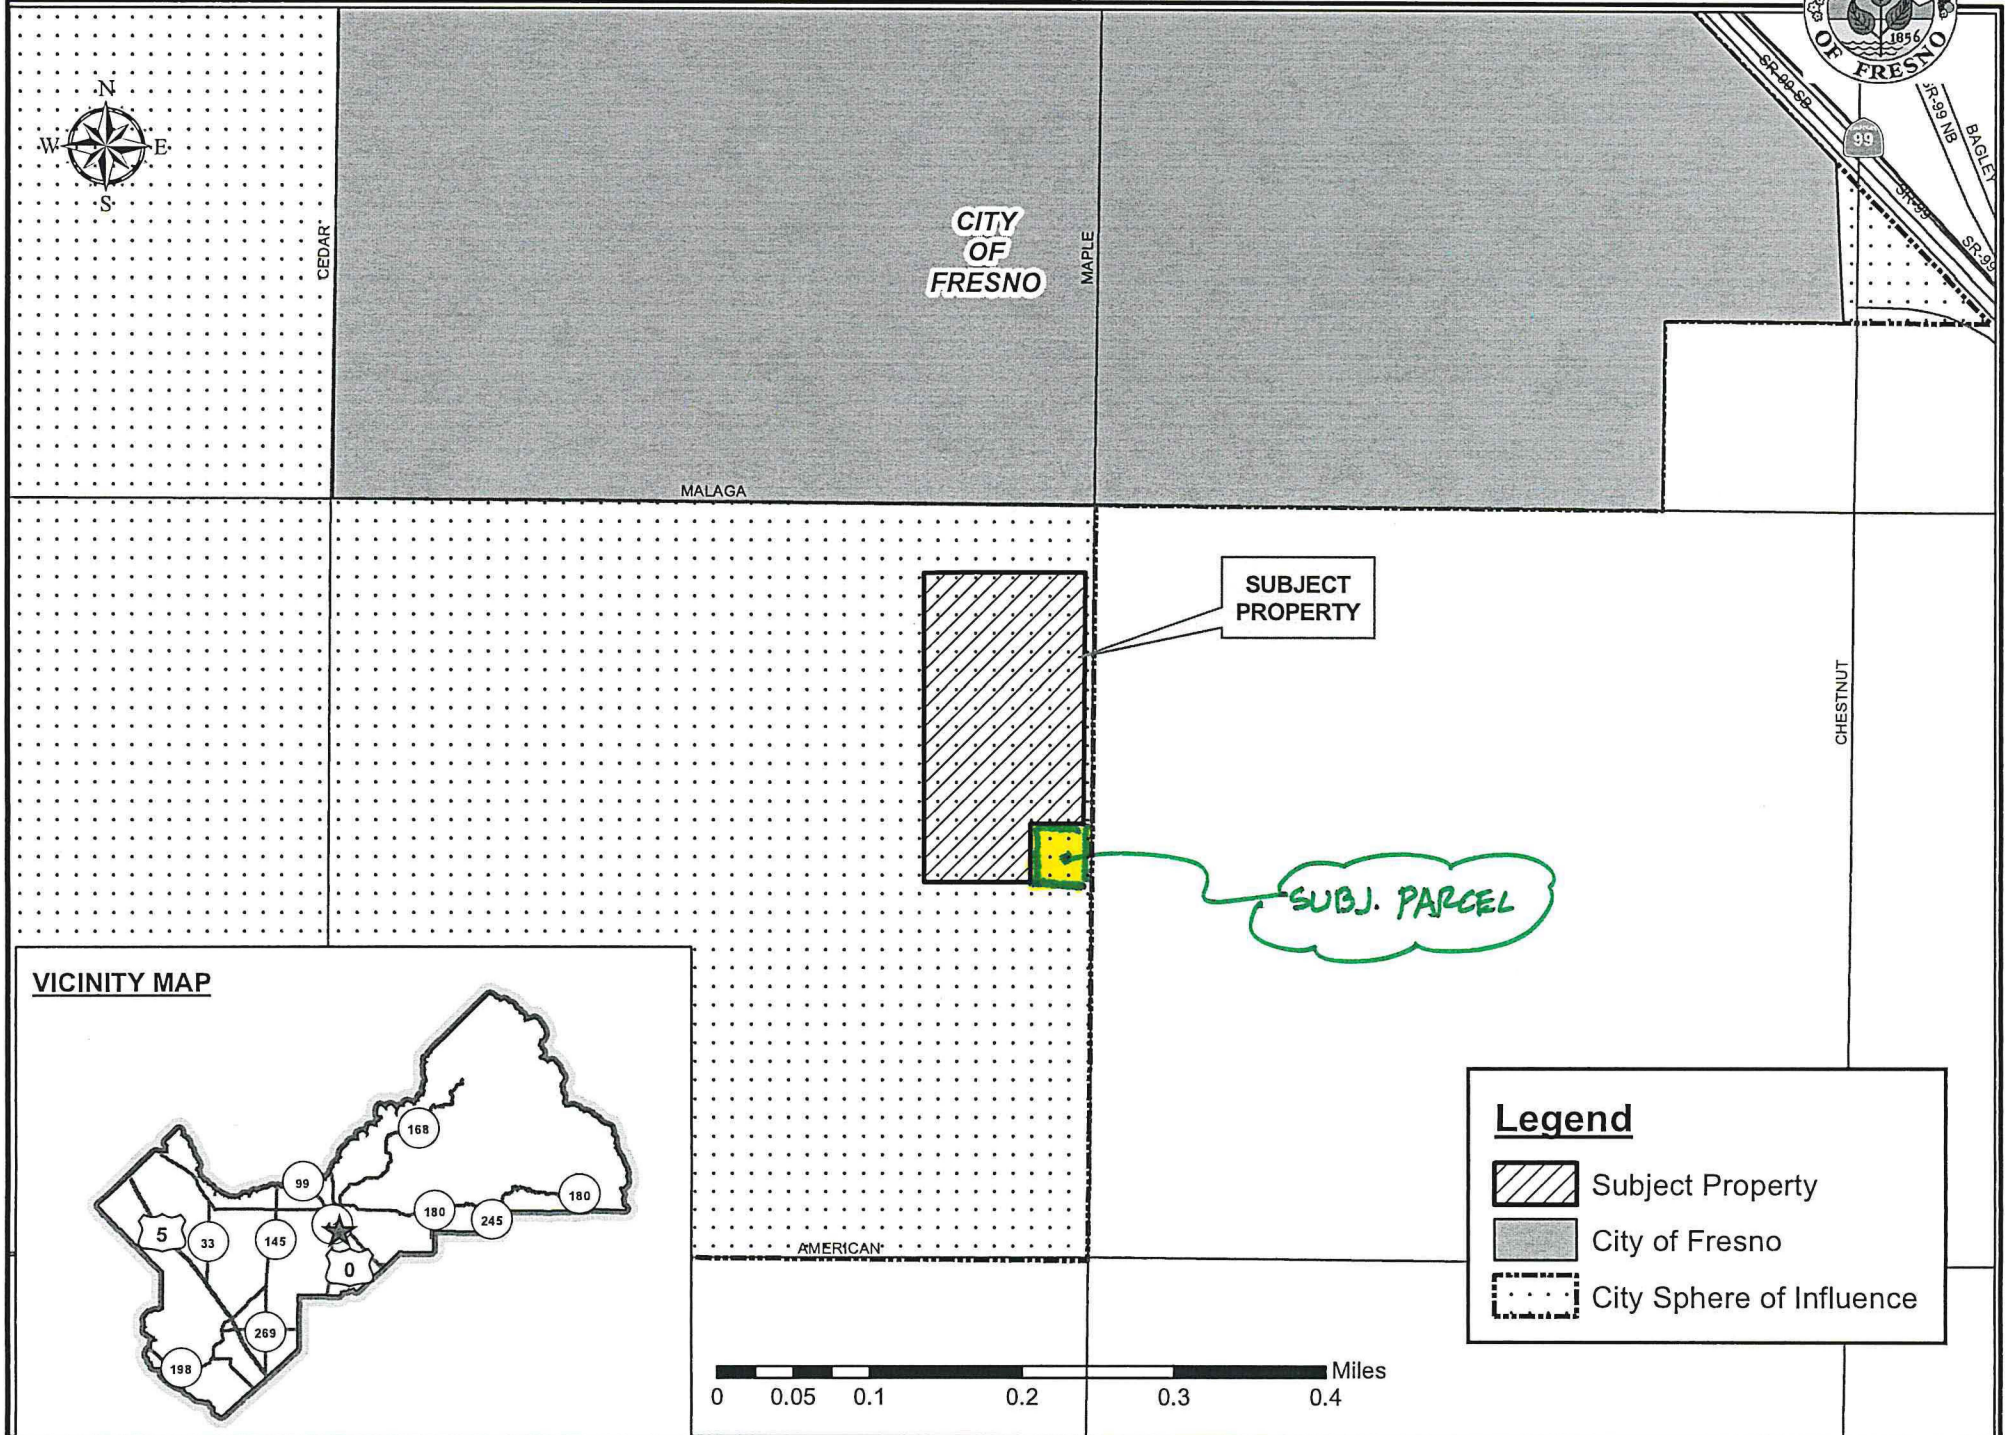 1856
OF FRESNO
SR-99 SB
SR-99 NB
BAGLEY
99
SR-99
SR-99
N
W
E
S
CEDAR
CITY
OF
FRESNO
MAPLE
MALAGA
SUBJECT
PROPERTY
CHESTNUT
SUBJ. PARCEL
VICINITY MAP
168
99
180
180
245
5
33
145
0
269
198
AMERICAN
Legend
Subject Property
City of Fresno
City Sphere of Influence
Miles
0
0.05
0.1
0.2
0.3
0.4